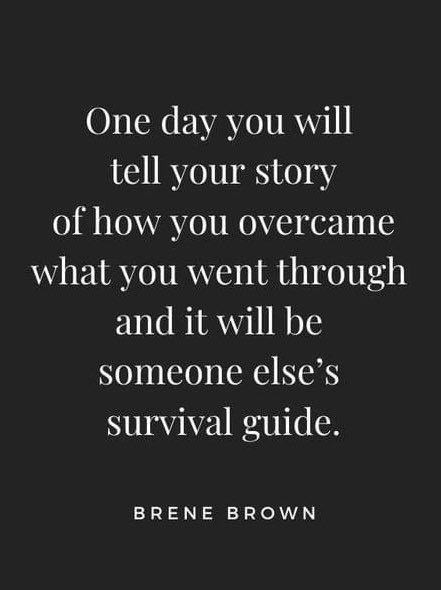 One day you will
tell your story
of how you overcame
what you went through
and it will be
someone else’s
survival guide.
BRENE BROWN